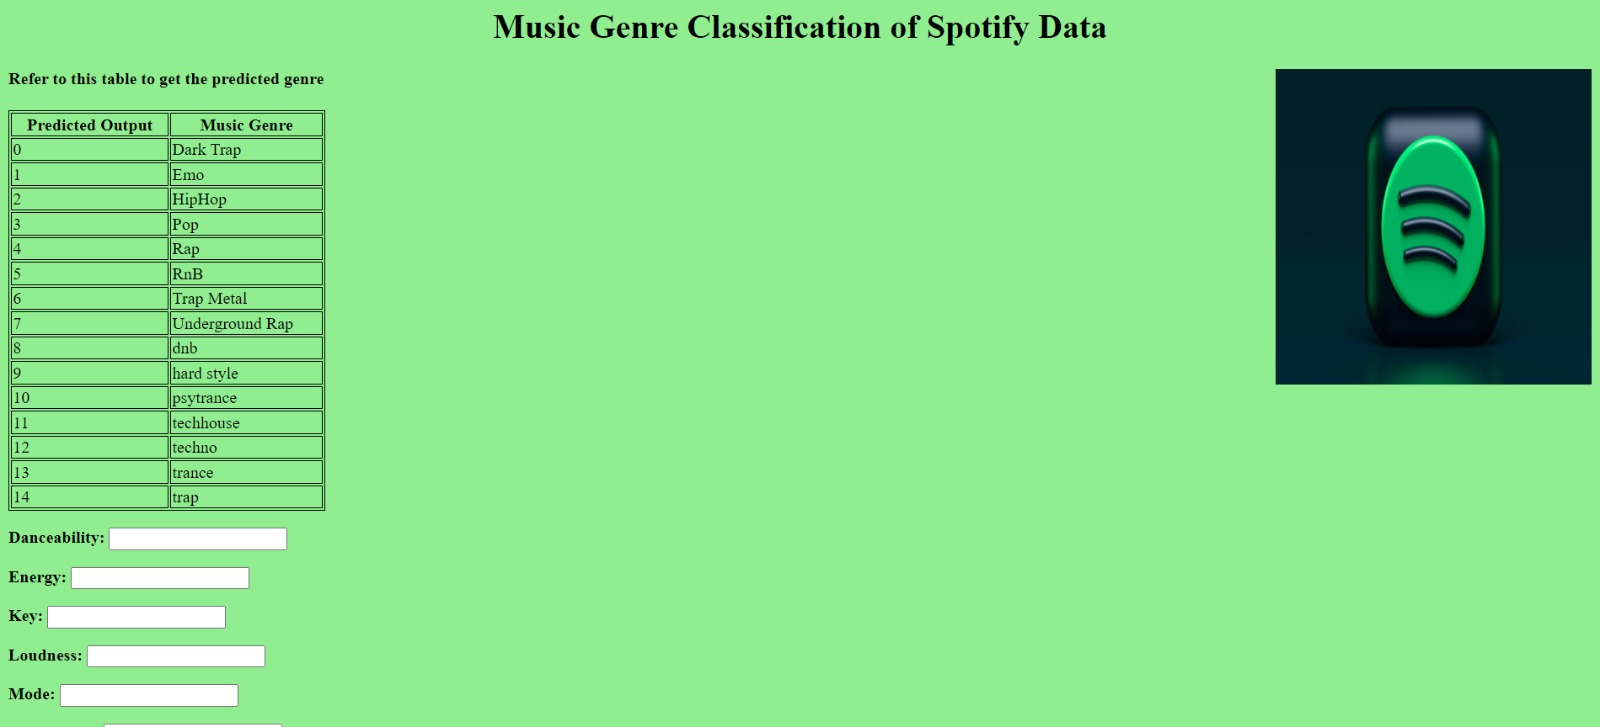 Music Genre Classification of Spotify Data
Refer to this table to get the predicted genre
Predicted Output Music Genre
0 Dark Trap
1 Emo
2 HipHop
3 Pop
4 Rap
5 RnB
6 Trap Metal
7 Underground Rap
8 dnb
9 hard style
10 psytrance
11 techhouse
12 techno
13 trance
14 trap
Danceability:
Energy:
Key:
Loudness:
Mode: